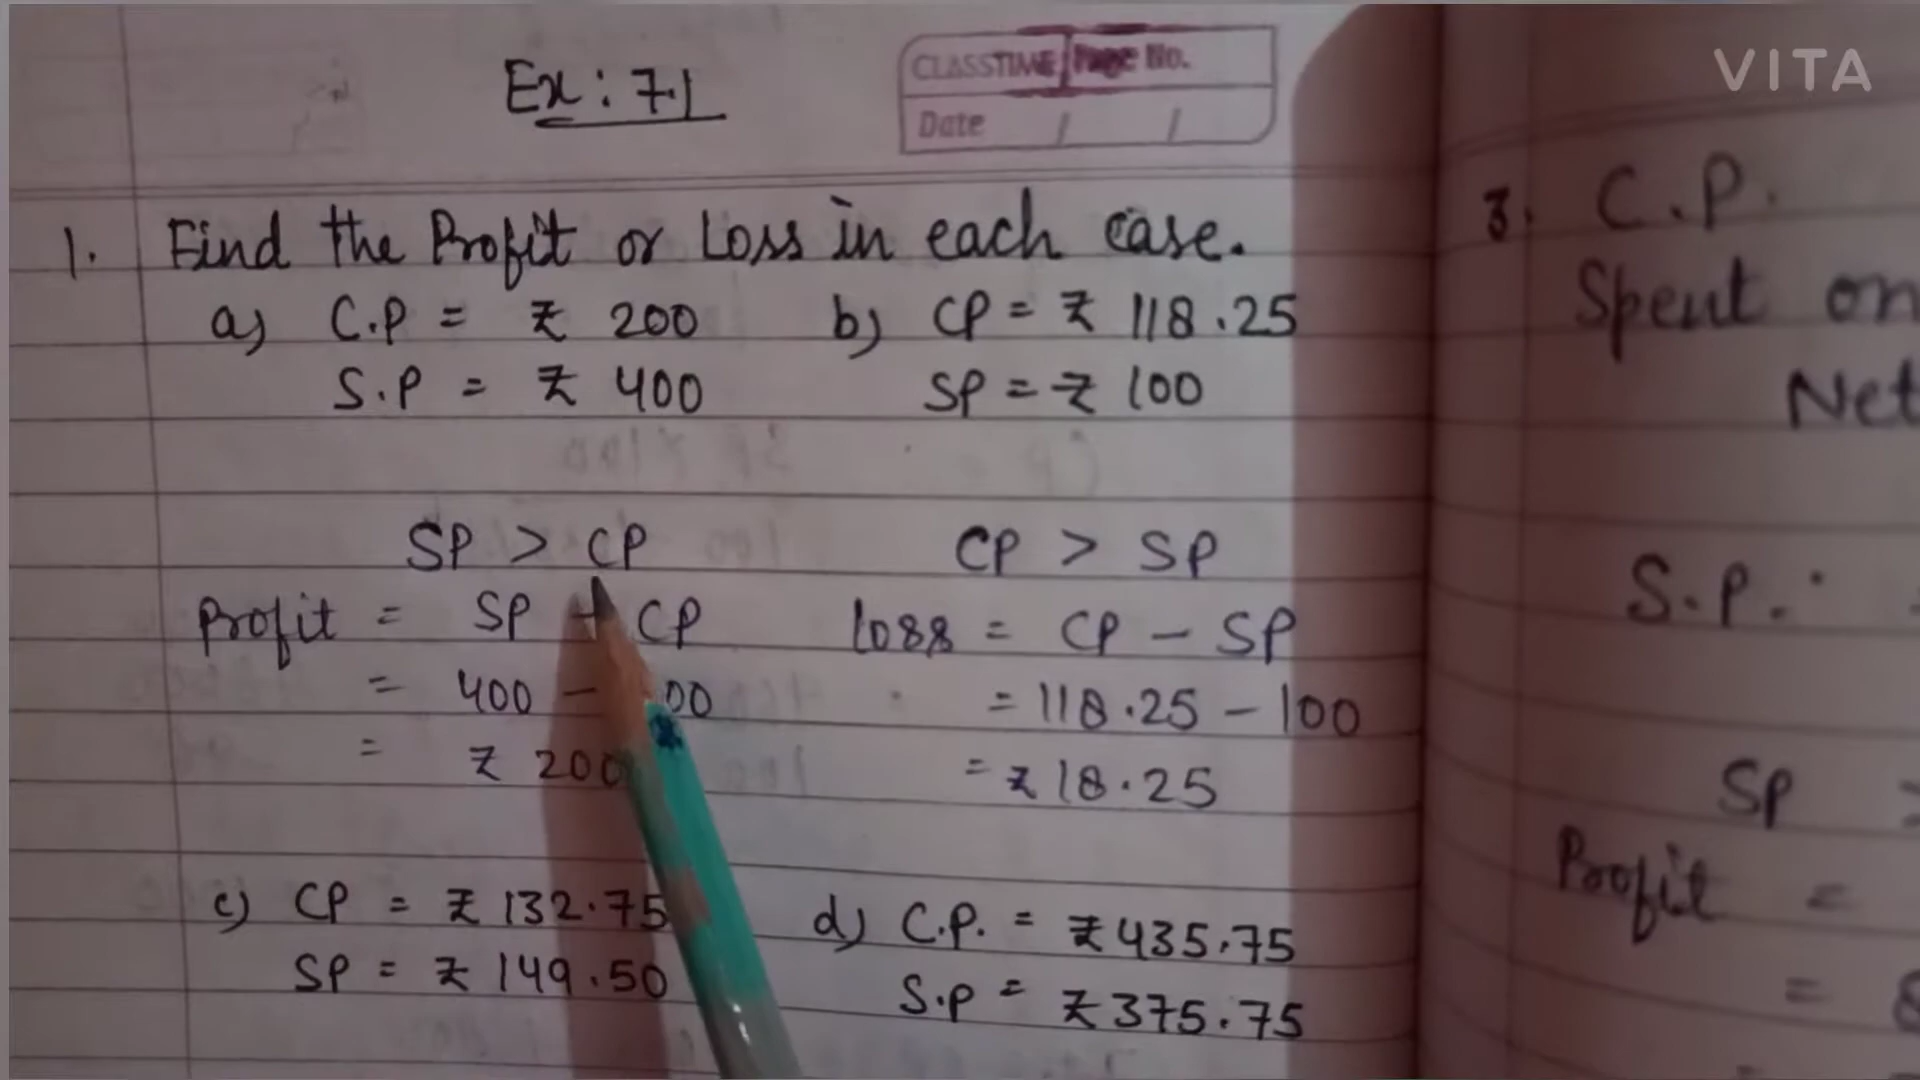 VITA
CLASSTIME Page No.
Date / /
Ex: 7.1
1. Find the Profit or Loss in each case.
a) C.P = ₹ 200
S.P = ₹ 400
SP > CP
Profit = SP CP
= 400 -
= ₹ 200
b) CP = ₹ 118.25
SP = ₹ 100
CP > SP
loss = CP - SP
= 118.25 - 100
= ₹ 18.25
c) CP = ₹ 132.75
SP = ₹ 149.50
d) C.P. = ₹ 435.75
S.P = ₹ 375.75
3. C.P.
Spent on
Net
S.P.
SP
Profit =
=